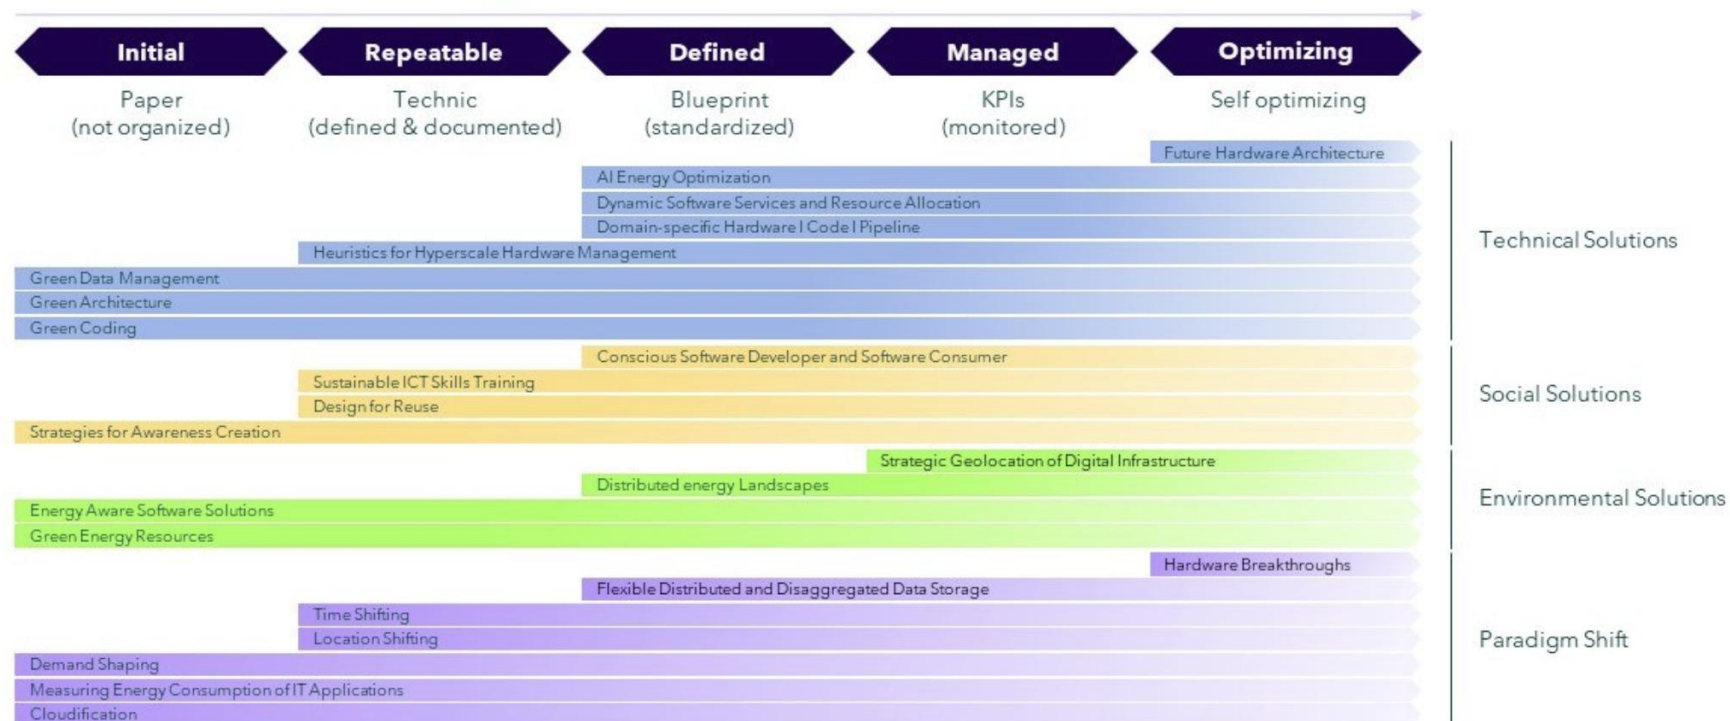 Initial
Repeatable
Defined
Managed
Optimizing
Paper
(not organized)
Technic
(defined & documented)
Blueprint
(standardized)
KPIs
(monitored)
Self optimizing
Future Hardware Architecture
AI Energy Optimization
Dynamic Software Services and Resource Allocation
Domain-specific Hardware I Code I Pipeline
Heuristics for Hyperscale Hardware Management
Green Data Management
Green Architecture
Green Coding
Technical Solutions
Conscious Software Developer and Software Consumer
Sustainable ICT Skills Training
Design for Reuse
Strategies for Awareness Creation
Social Solutions
Strategic Geolocation of Digital Infrastructure
Distributed energy Landscapes
Energy Aware Software Solutions
Green Energy Resources
Environmental Solutions
Hardware Breakthroughs
Flexible Distributed and Disaggregated Data Storage
Time Shifting
Location Shifting
Demand Shaping
Measuring Energy Consumption of IT Applications
Cloudification
Paradigm Shift